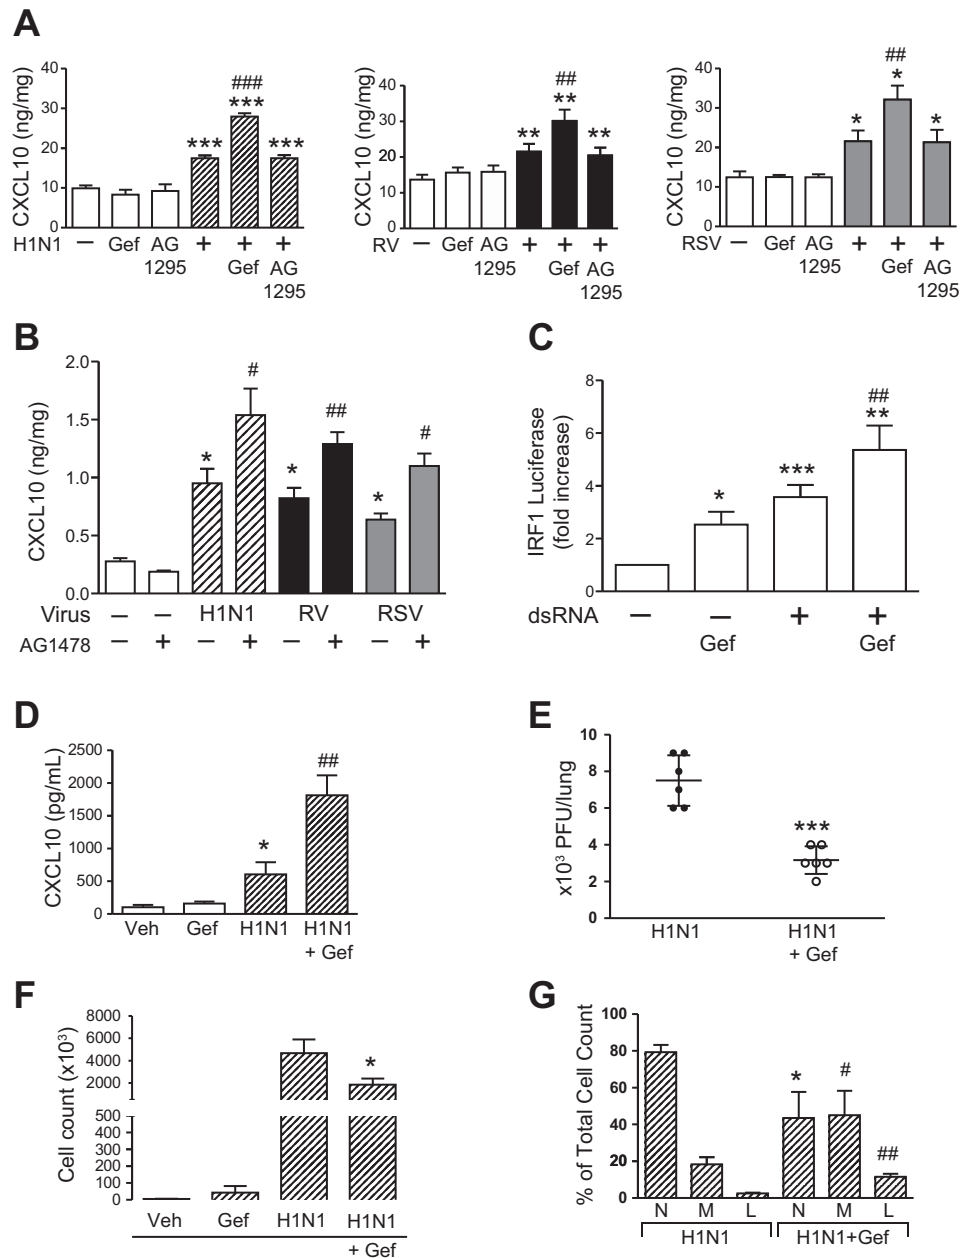 A
CXCL10 (ng/mg)
40
30
20
10
0
###
***
***
***
H1N1 – Gef AG + + +
1295 Gef AG
1295
CXCL10 (ng/mg)
40
30
20
10
0
##
**
**
**
RV – Gef AG + + +
1295 Gef AG
1295
CXCL10 (ng/mg)
40
30
20
10
0
##
*
*
*
RSV – Gef AG + + +
1295 Gef AG
1295
B
CXCL10 (ng/mg)
2.0
1.5
1.0
0.5
0.0
*
#
*
##
*
#
Virus – – H1N1 RV RSV
AG1478 – + – + – + – +
C
IRF1 Luciferase
(fold increase)
8
6
4
2
0
*
***
##
**
dsRNA – – + +
Gef Gef
D
CXCL10 (pg/mL)
2500
2000
1500
1000
500
0
*
##
Veh Gef H1N1 H1N1
+ Gef
E
x10³ PFU/lung
10
8
6
4
2
0
***
H1N1 H1N1
+ Gef
F
Cell count (x10³)
8000
6000
4000
2000
500
400
300
200
100
0
*
Veh Gef H1N1 H1N1
+ Gef
G
% of Total Cell Count
100
80
60
40
20
0
*
#
##
N M L N M L
H1N1 H1N1+Gef